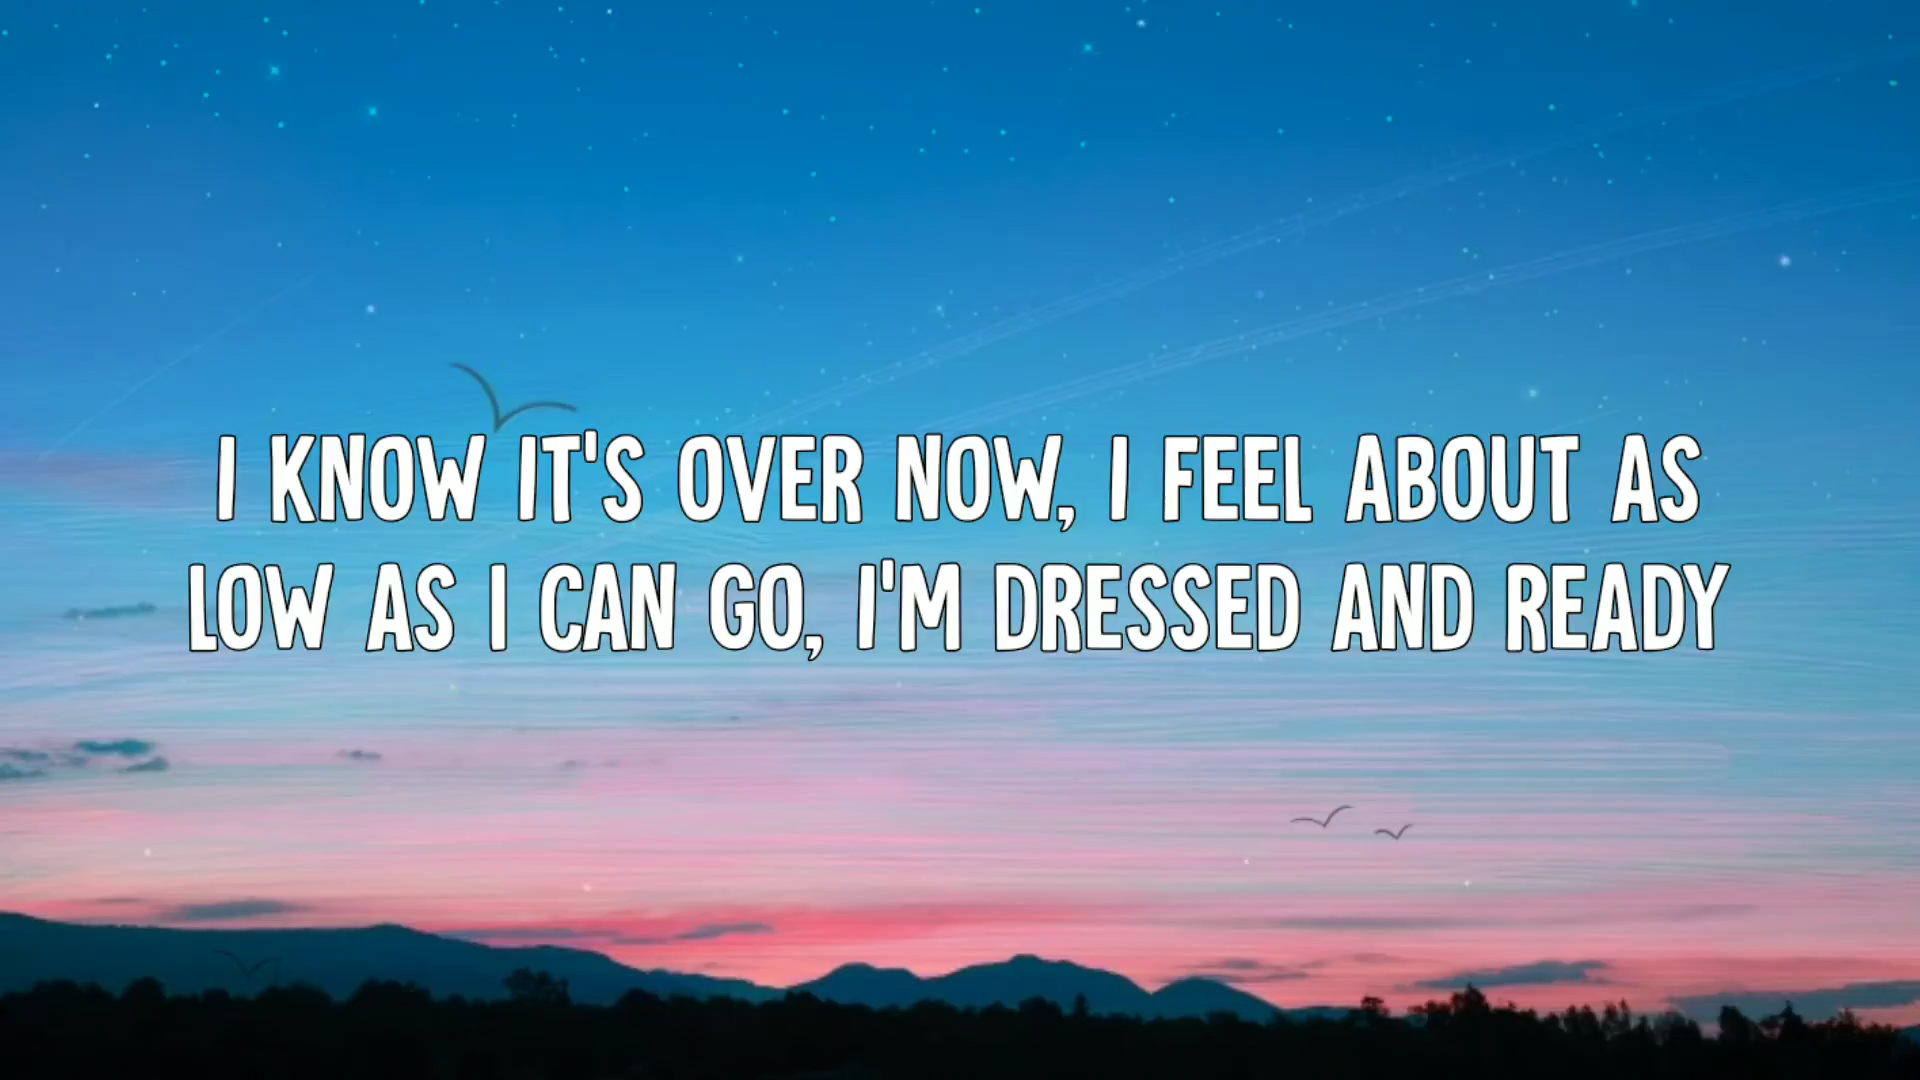 I KNOW IT'S OVER NOW, I FEEL ABOUT AS
LOW AS I CAN GO, I'M DRESSED AND READY